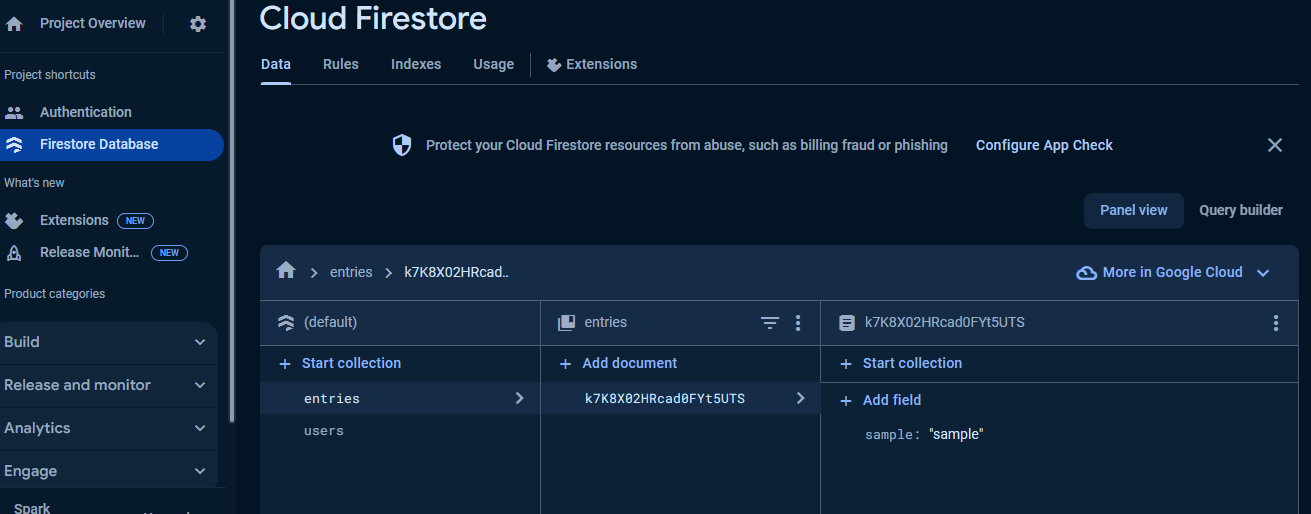 Project Overview
Project shortcuts
Authentication
Firestore Database
What's new
Extensions NEW
Release Monit... NEW
Product categories
Build
Release and monitor
Analytics
Engage
Spark
Cloud Firestore
Data Rules Indexes Usage Extensions
Protect your Cloud Firestore resources from abuse, such as billing fraud or phishing Configure App Check
Panel view Query builder
entries k7K8X02HRcad.. More in Google Cloud
(default) entries k7K8X02HRcad0FYt5UTS
+ Start collection + Add document + Start collection
entries k7K8X02HRcad0FYt5UTS + Add field
users sample: "sample"